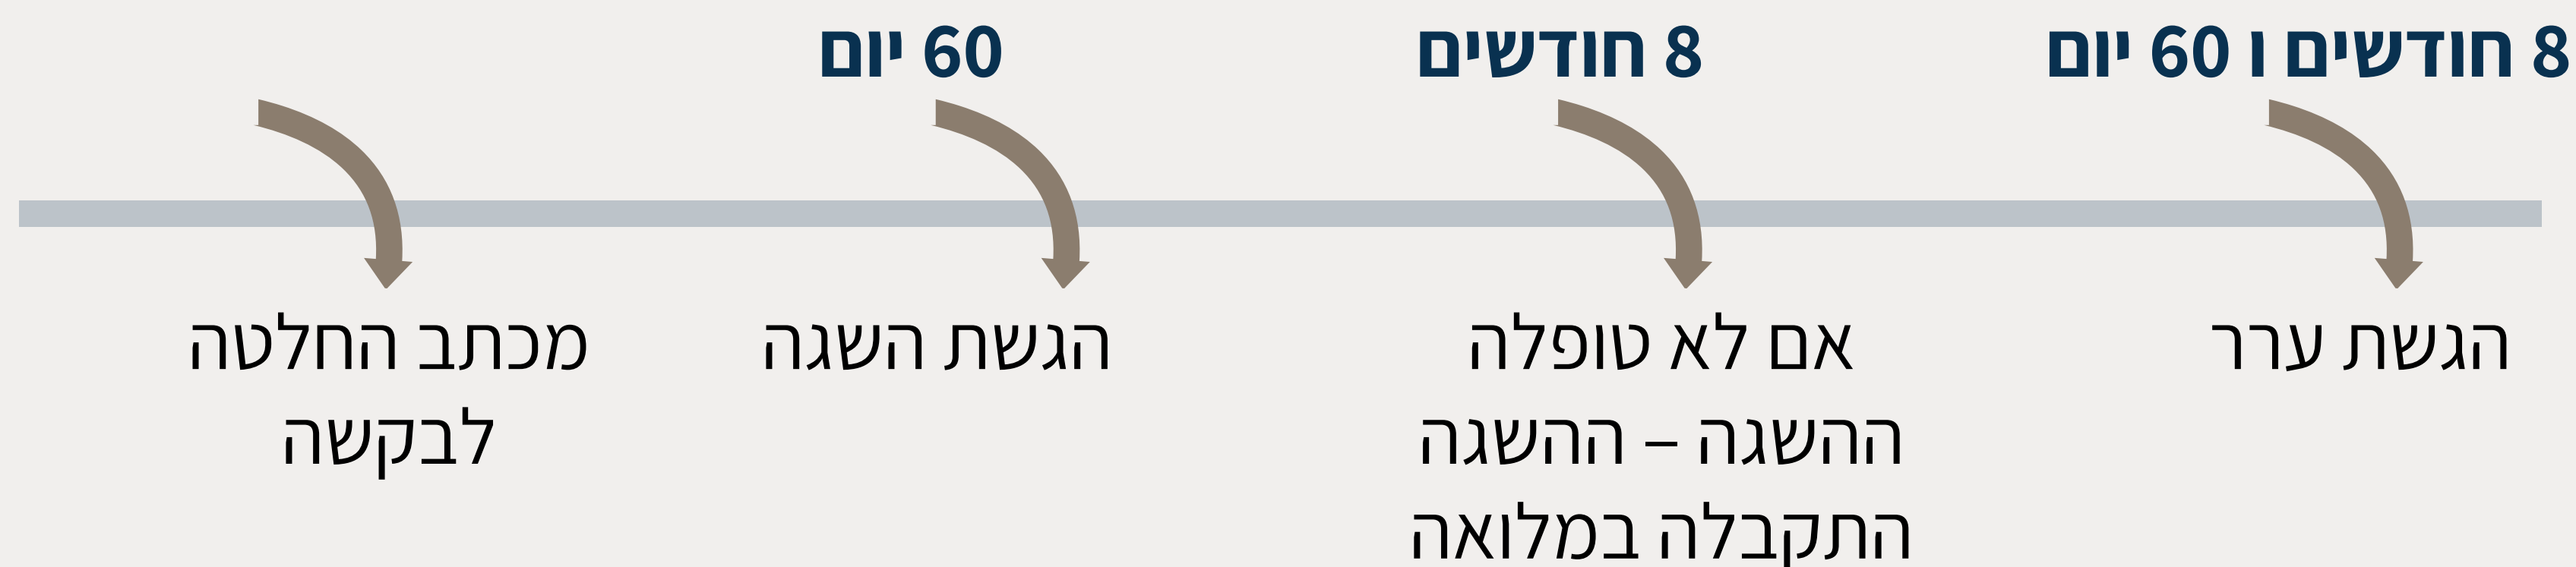 60 יום
8 חודשים
8 חודשים ו 60 יום
מכתב החלטה
לבקשה
הגשת השגה
אם לא טופלה
ההשגה – ההשגה
התקבלה במלואה
הגשת ערר